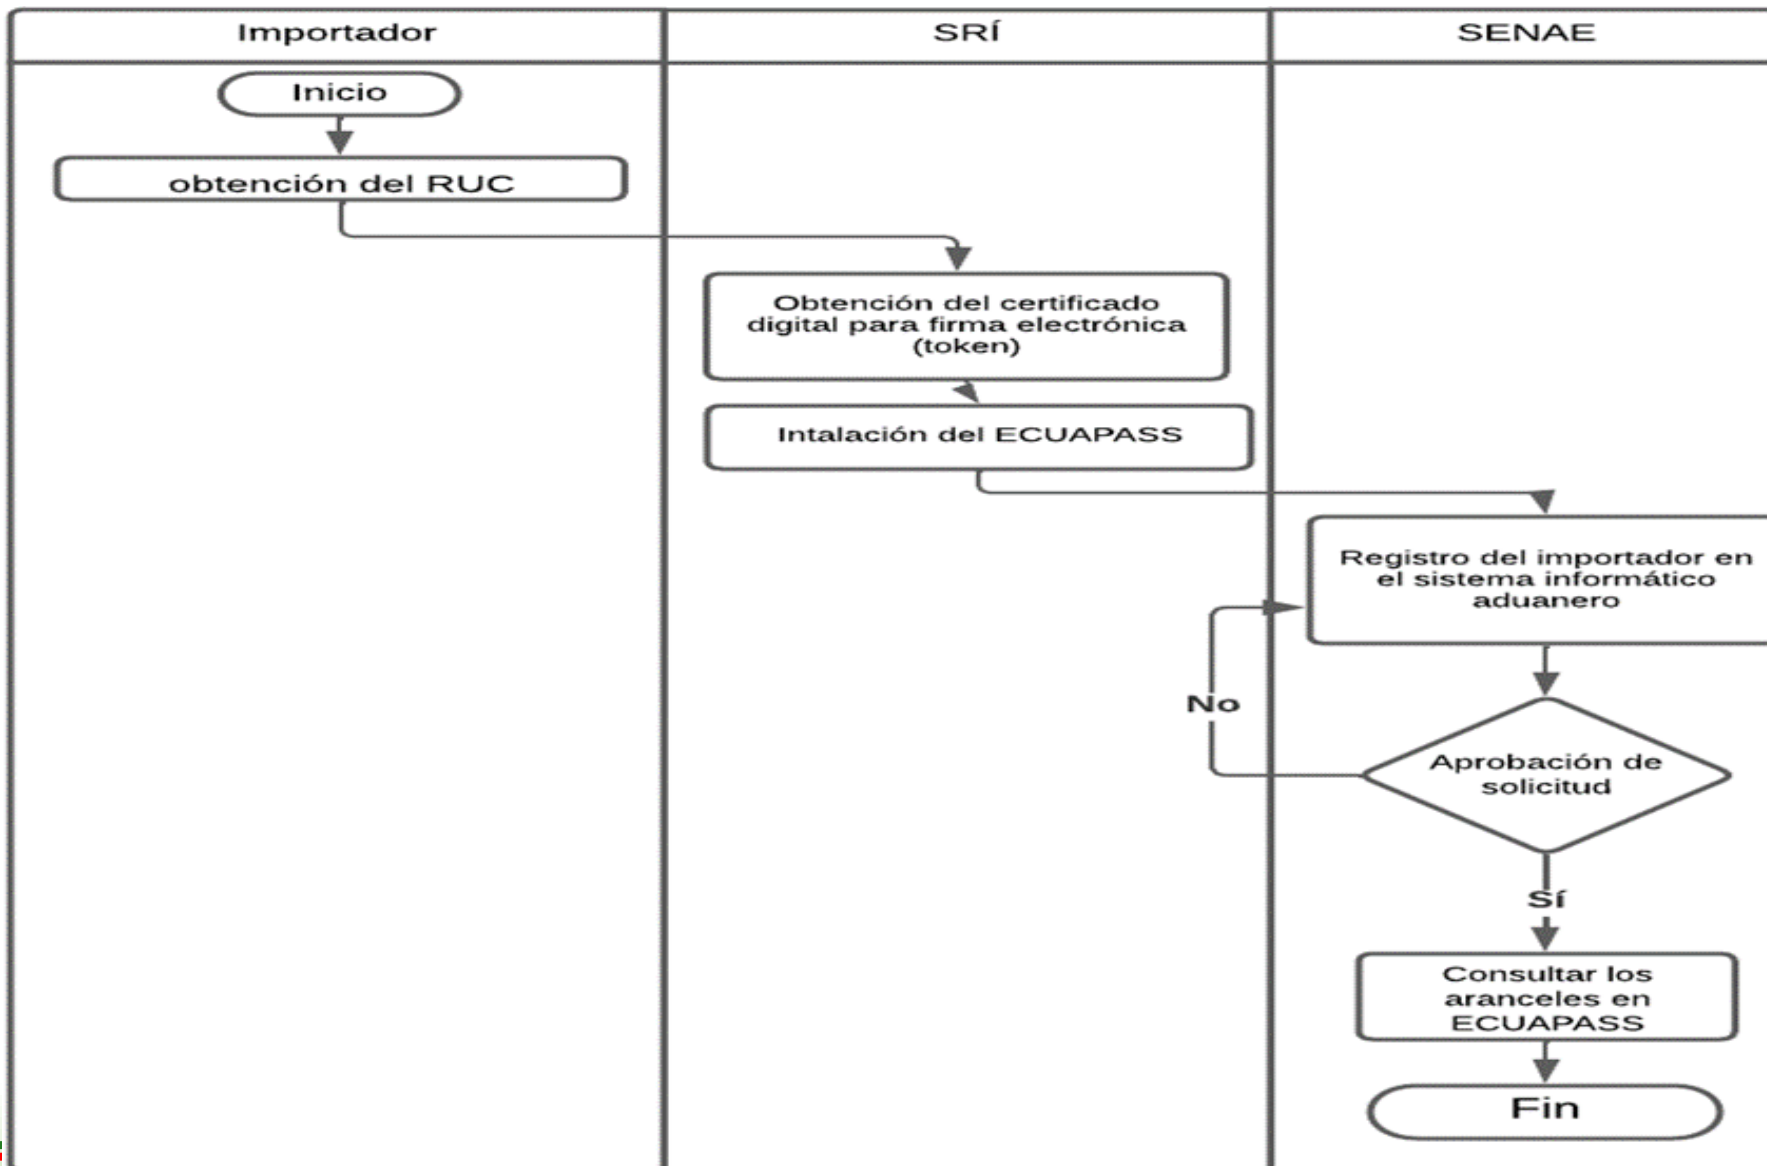 Importador
SRÍ
SENAE
Inicio
obtención del RUC
Obtención del certificado
digital para firma electrónica
(token)
Intalación del ECUAPASS
Registro del importador en
el sistema informático
aduanero
No
Aprobación de
solicitud
Sí
Consultar los
aranceles en
ECUAPASS
Fin